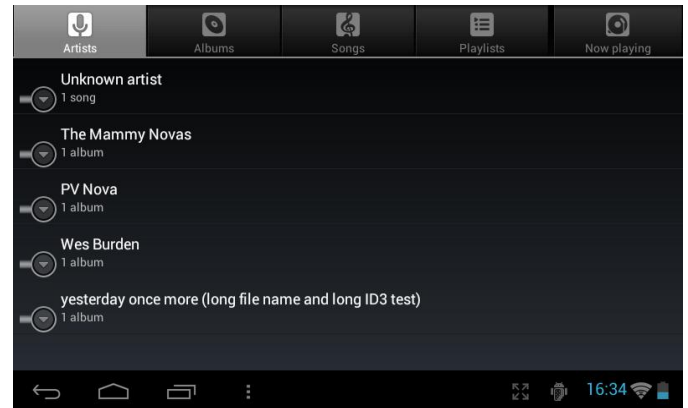 Artists
Albums
Songs
Playlists
Now playing
Unknown artist
1 song
The Mammy Novas
1 album
PV Nova
1 album
Wes Burden
1 album
yesterday once more (long file name and long ID3 test)
1 album
16:34